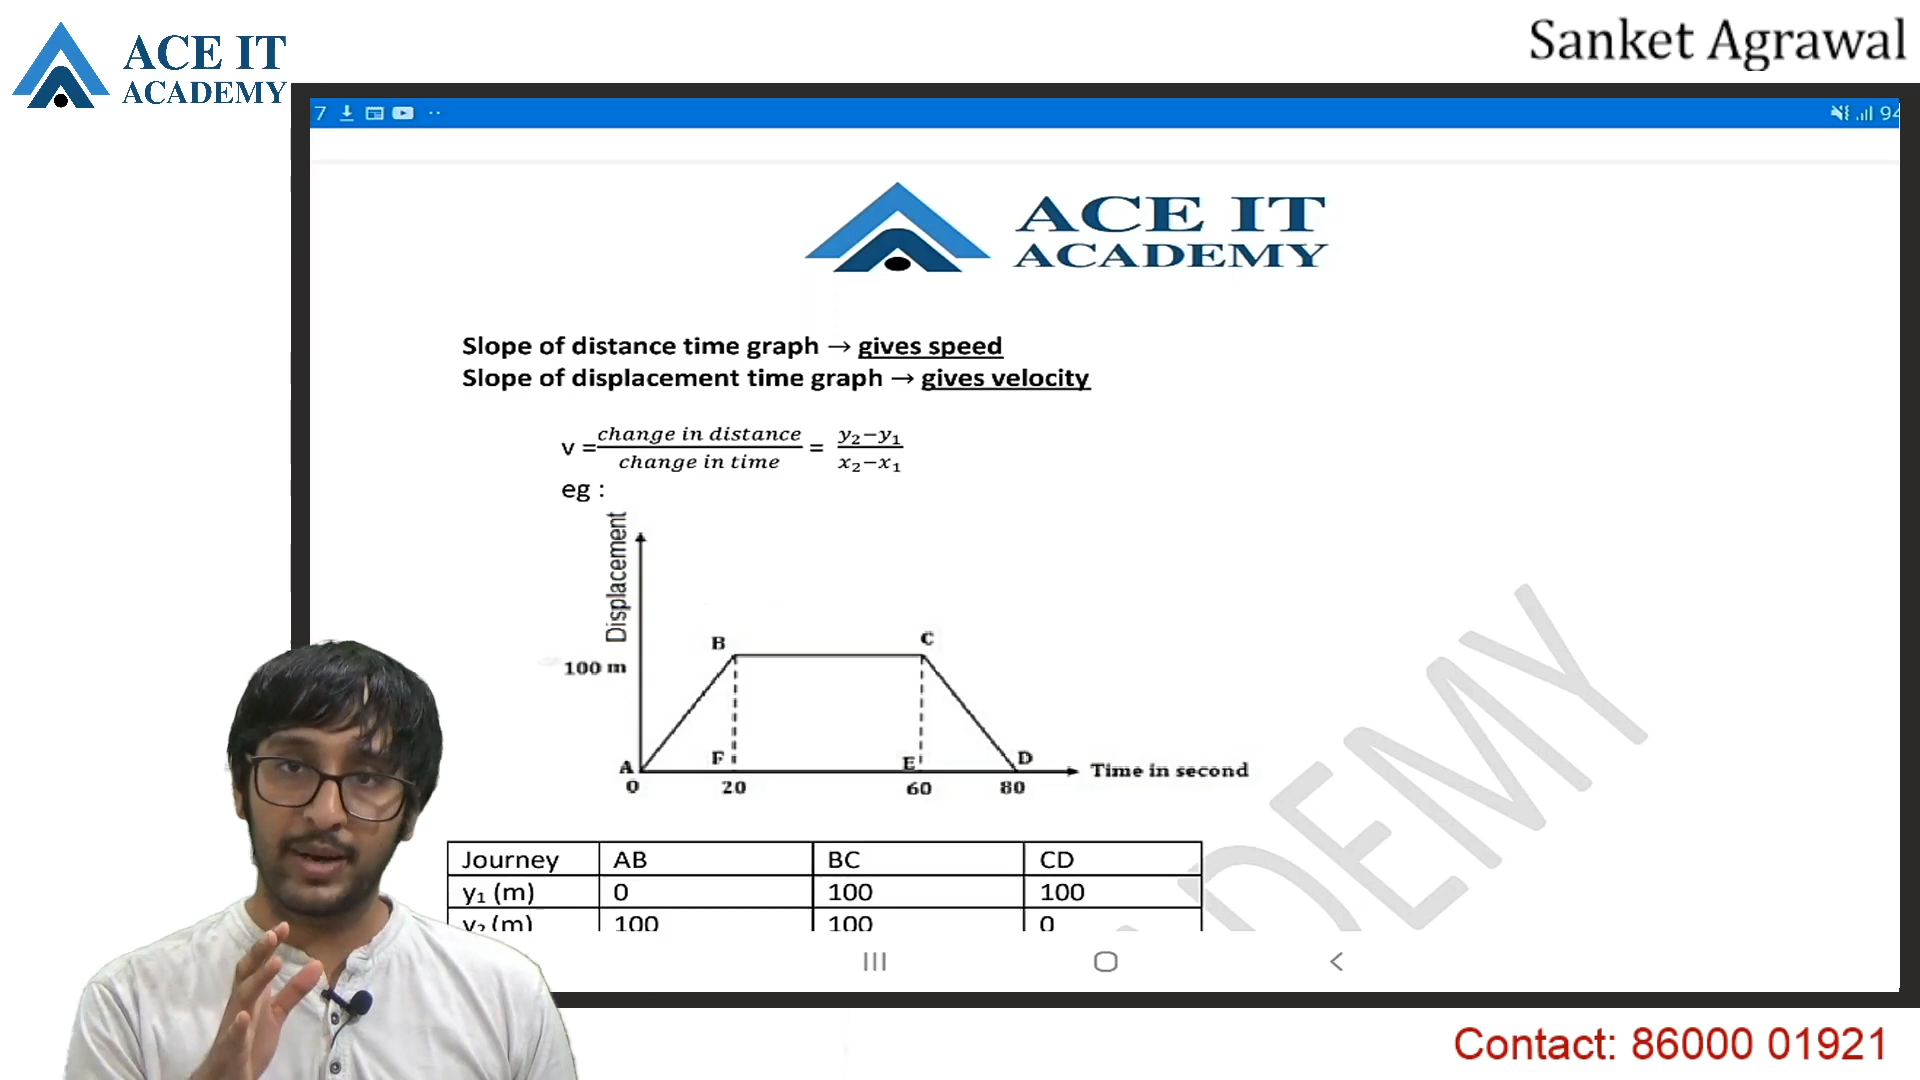 ACE IT
ACADEMY
Sanket Agrawal
7
94
ACE IT
ACADEMY
Slope of distance time graph → gives speed
Slope of displacement time graph → gives velocity
v = change in distance / change in time = y₂−y₁ / x₂−x₁
eg :
Displacement
100 m
B
C
A
F
E
D
Time in second
0
20
60
80
Journey AB BC CD
y₁ (m) 0 100 100
y₂ (m) 100 100 0
DEMY
Contact: 86000 01921